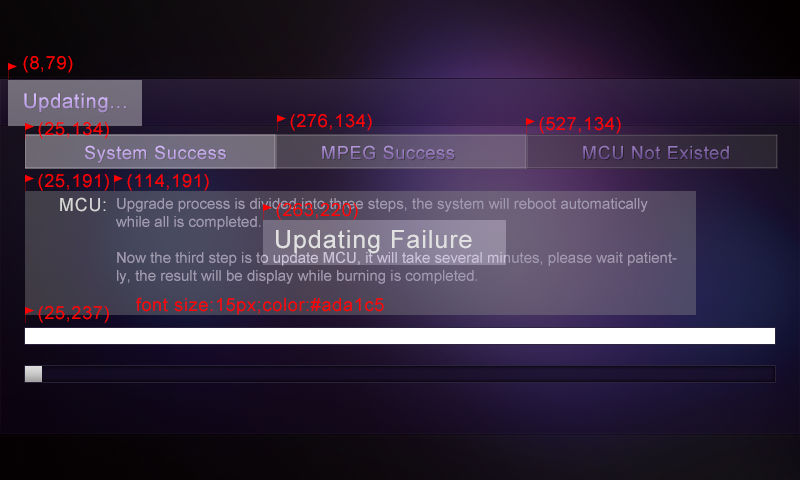 (8,79)
Updating...
(25,134)
(276,134)
(527,134)
System Success
MPEG Success
MCU Not Existed
(25,191)
(114,191)
MCU:
Upgrade process is divided into three steps, the system will reboot automatically
while all is completed.
(263,220)
Updating Failure
Now the third step is to update MCU, it will take several minutes, please wait patient-
ly, the result will be display while burning is completed.
font size:15px;color:#ada1c5
(25,237)